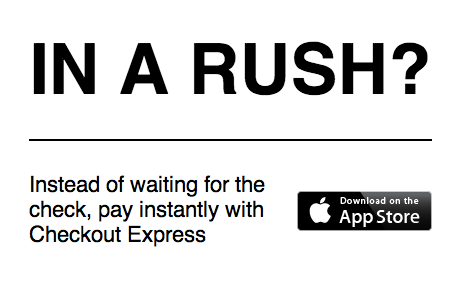 IN A RUSH?
Instead of waiting for the
check, pay instantly with
Checkout Express
Download on the
App Store